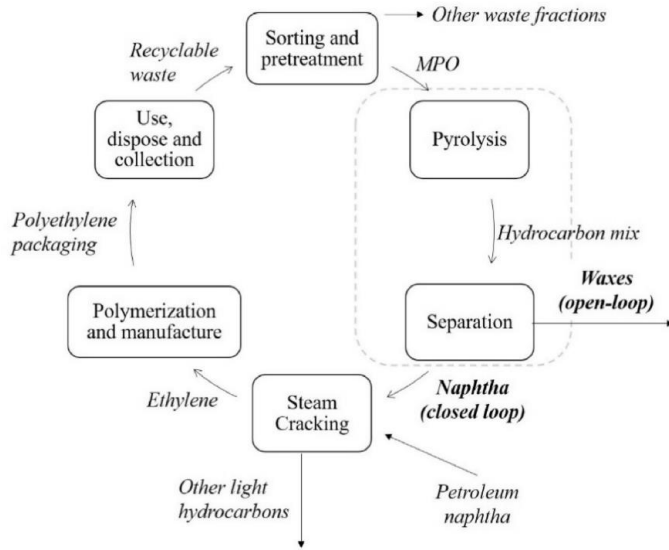 Sorting and
pretreatment
Other waste fractions
Recyclable
waste
MPO
Use,
dispose and
collection
Pyrolysis
Polyethylene
packaging
Hydrocarbon mix
Waxes
(open-loop)
Polymerization
and manufacture
Separation
Ethylene
Steam
Cracking
Naphtha
(closed loop)
Other light
hydrocarbons
Petroleum
naphtha